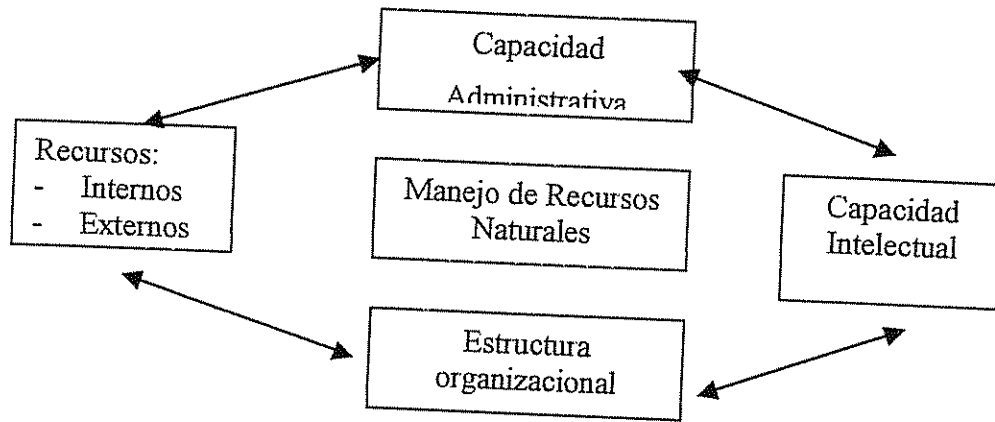 Capacidad
Administrativa
Recursos:
- Internos
- Externos
Manejo de Recursos
Naturales
Capacidad
Intelectual
Estructura
organizacional